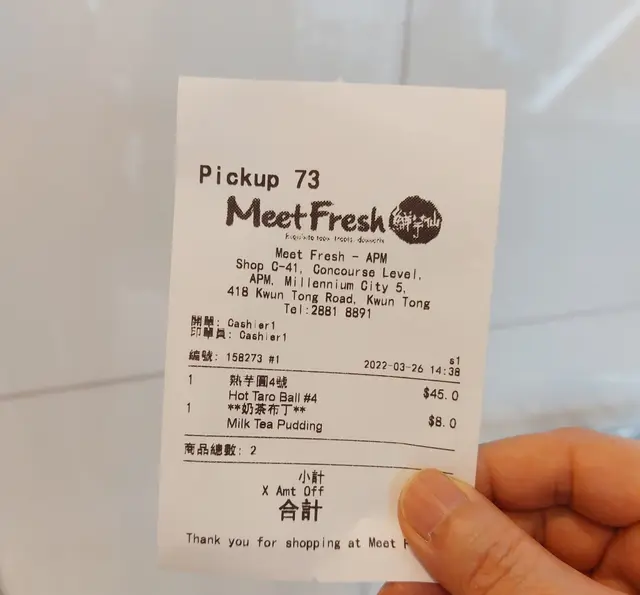 Pickup 73
Meet Fresh 鮮芋仙
Meet Fresh - APM
Shop C-41, Concourse Level,
APM, Millennium City 5,
418 Kwun Tong Road, Kwun Tong
Tel:2881 8891
開單: Cashier1
印單員: Cashier1
s1
編號: 158273 #1 2022-03-26 14:38
1 熱芋圓4號 $45.0
Hot Taro Ball #4
1 **奶茶布丁** $8.0
Milk Tea Pudding
商品總數: 2
小計
X Amt Off
合計
Thank you for shopping at Meet F